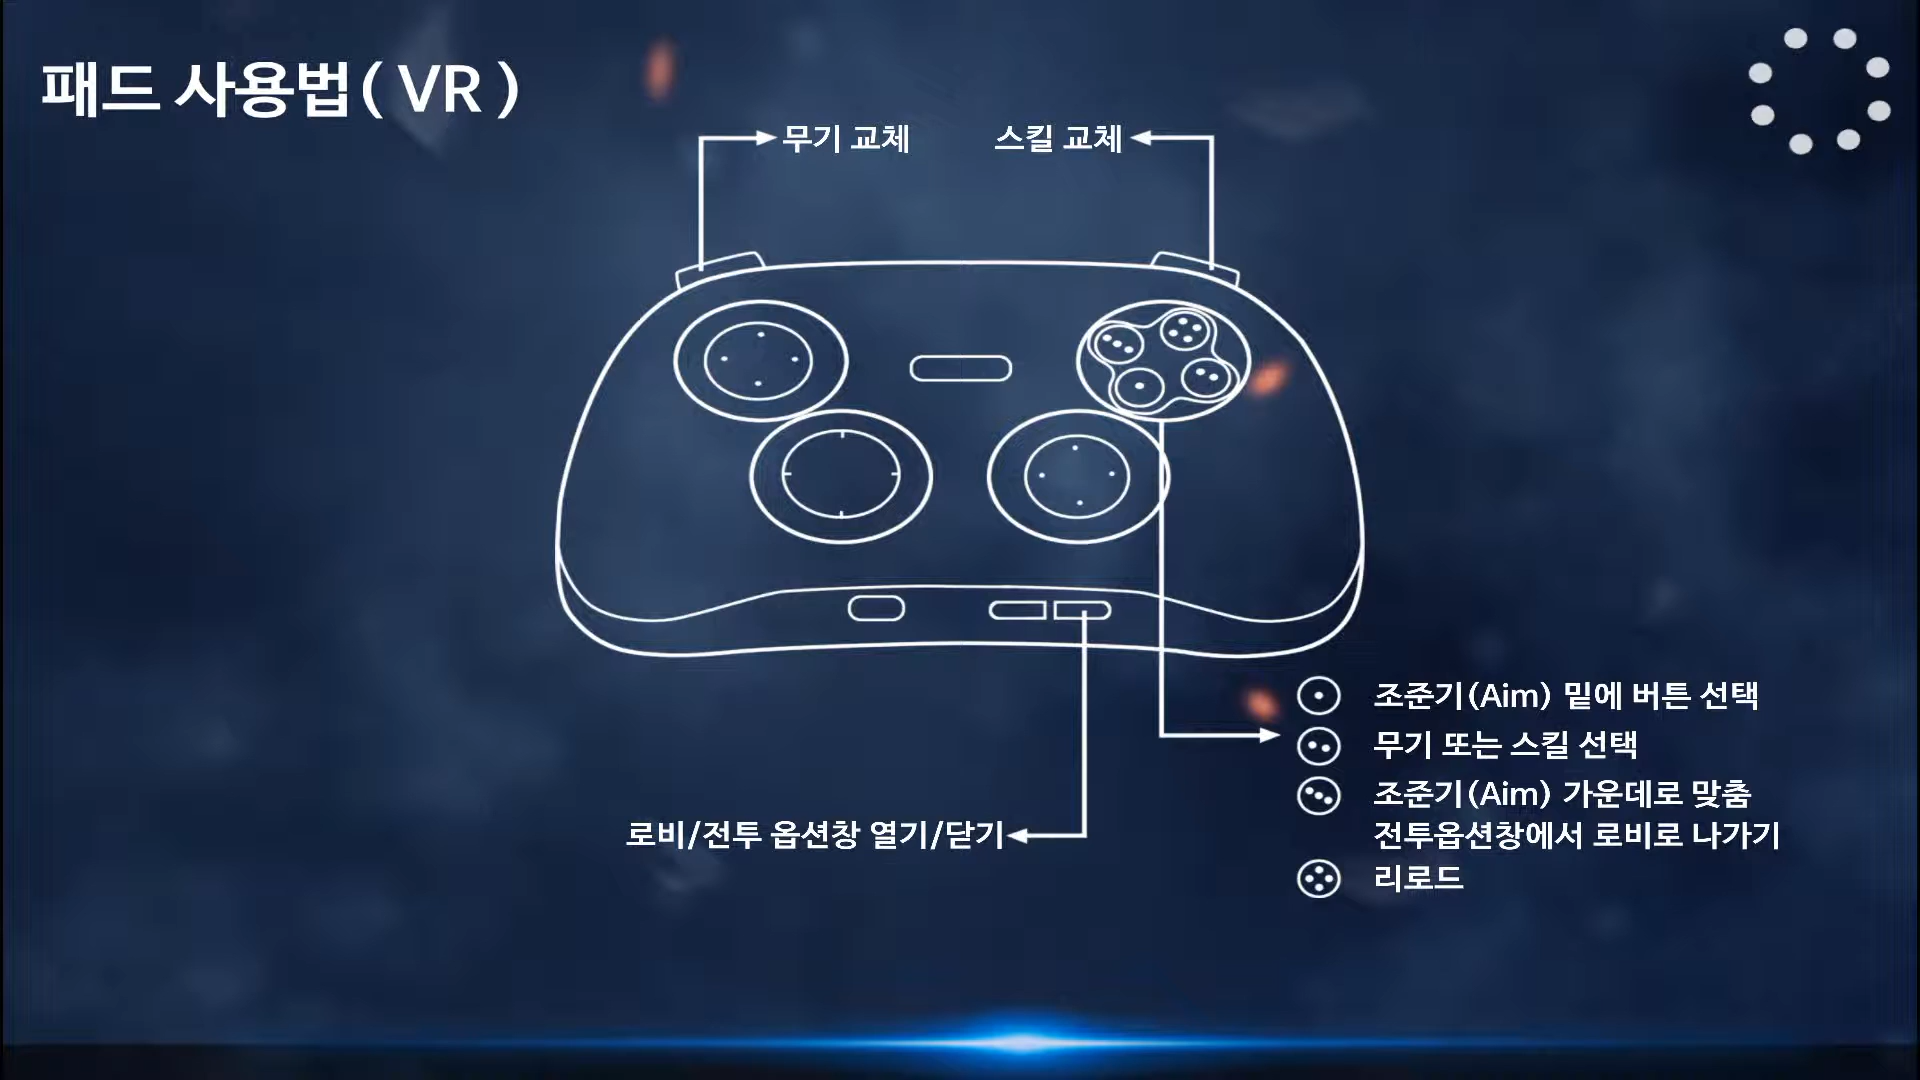 패드 사용법( VR )
무기 교체
스킬 교체
조준기(Aim) 밑에 버튼 선택
무기 또는 스킬 선택
조준기(Aim) 가운데로 맞춤
전투옵션창에서 로비로 나가기
리로드
로비/전투 옵션창 열기/닫기